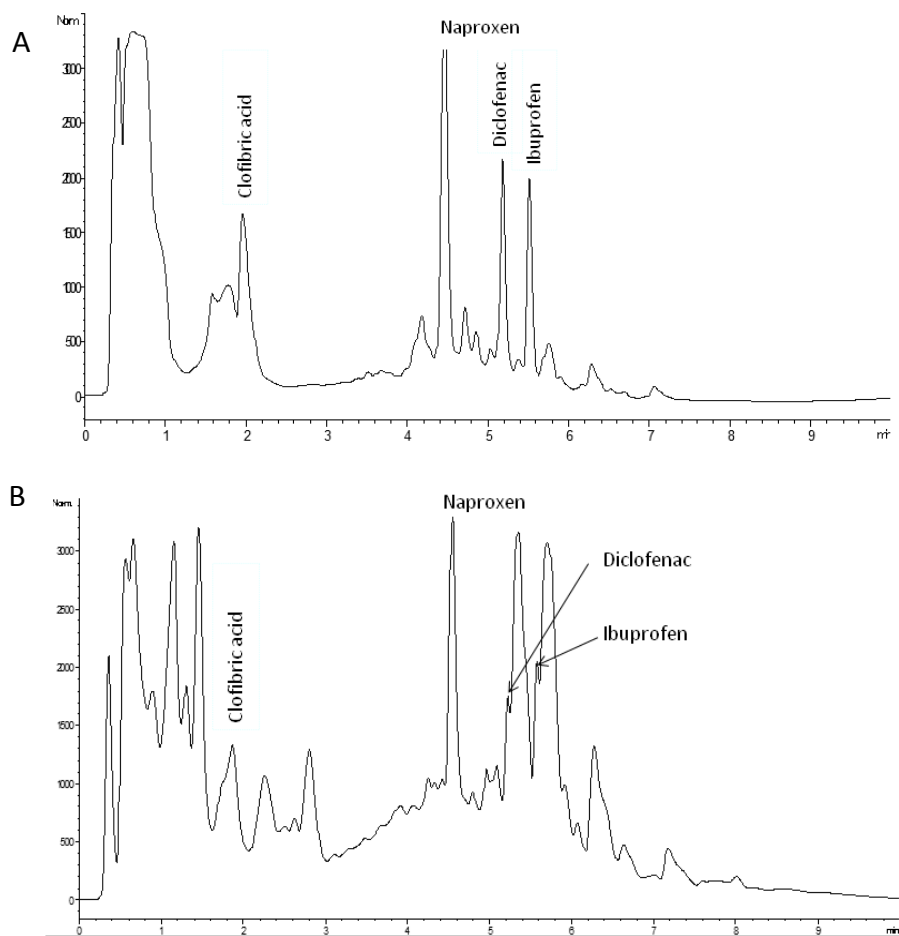 A
Norm
Naproxen
Diclofenac
Ibuprofen
Clofibric acid
3000
2500
2000
1500
1000
500
0
0 1 2 3 4 5 6 7 8 9 min
B
Norm.
Naproxen
Diclofenac
Ibuprofen
Clofibric acid
3000
2500
2000
1500
1000
500
0
0 1 2 3 4 5 6 7 8 9 min